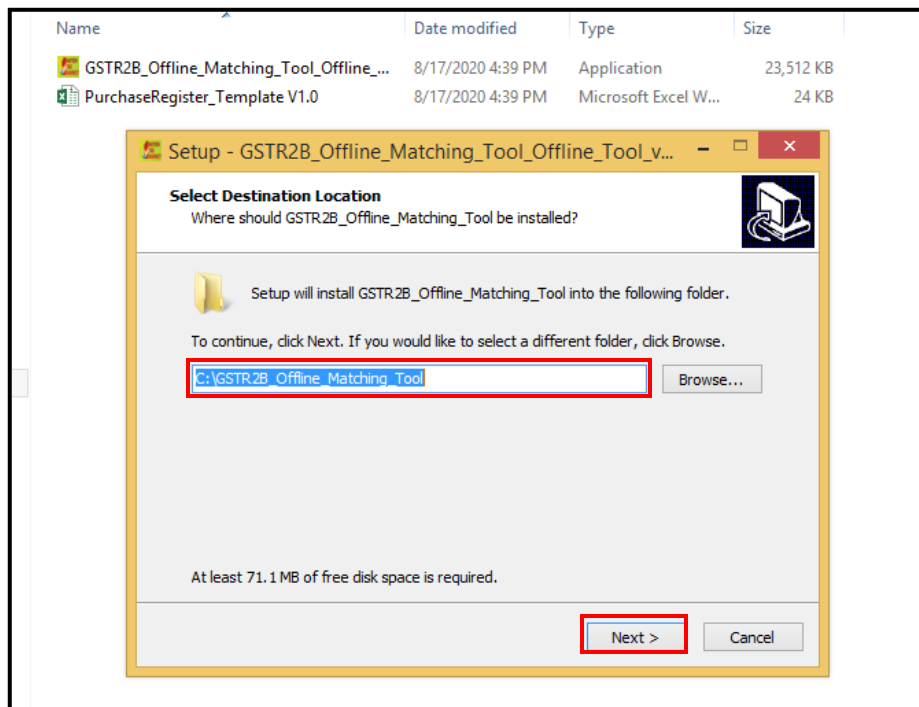 Name Date modified Type Size
GSTR2B_Offline_Matching_Tool_Offline_... 8/17/2020 4:39 PM Application 23,512 KB
PurchaseRegister_Template V1.0 8/17/2020 4:39 PM Microsoft Excel W... 24 KB
Setup - GSTR2B_Offline_Matching_Tool_Offline_Tool_v...
Select Destination Location
Where should GSTR2B_Offline_Matching_Tool be installed?
Setup will install GSTR2B_Offline_Matching_Tool into the following folder.
To continue, click Next. If you would like to select a different folder, click Browse.
C:\GSTR2B_Offline_Matching_Tool
Browse...
At least 71.1 MB of free disk space is required.
Next >
Cancel